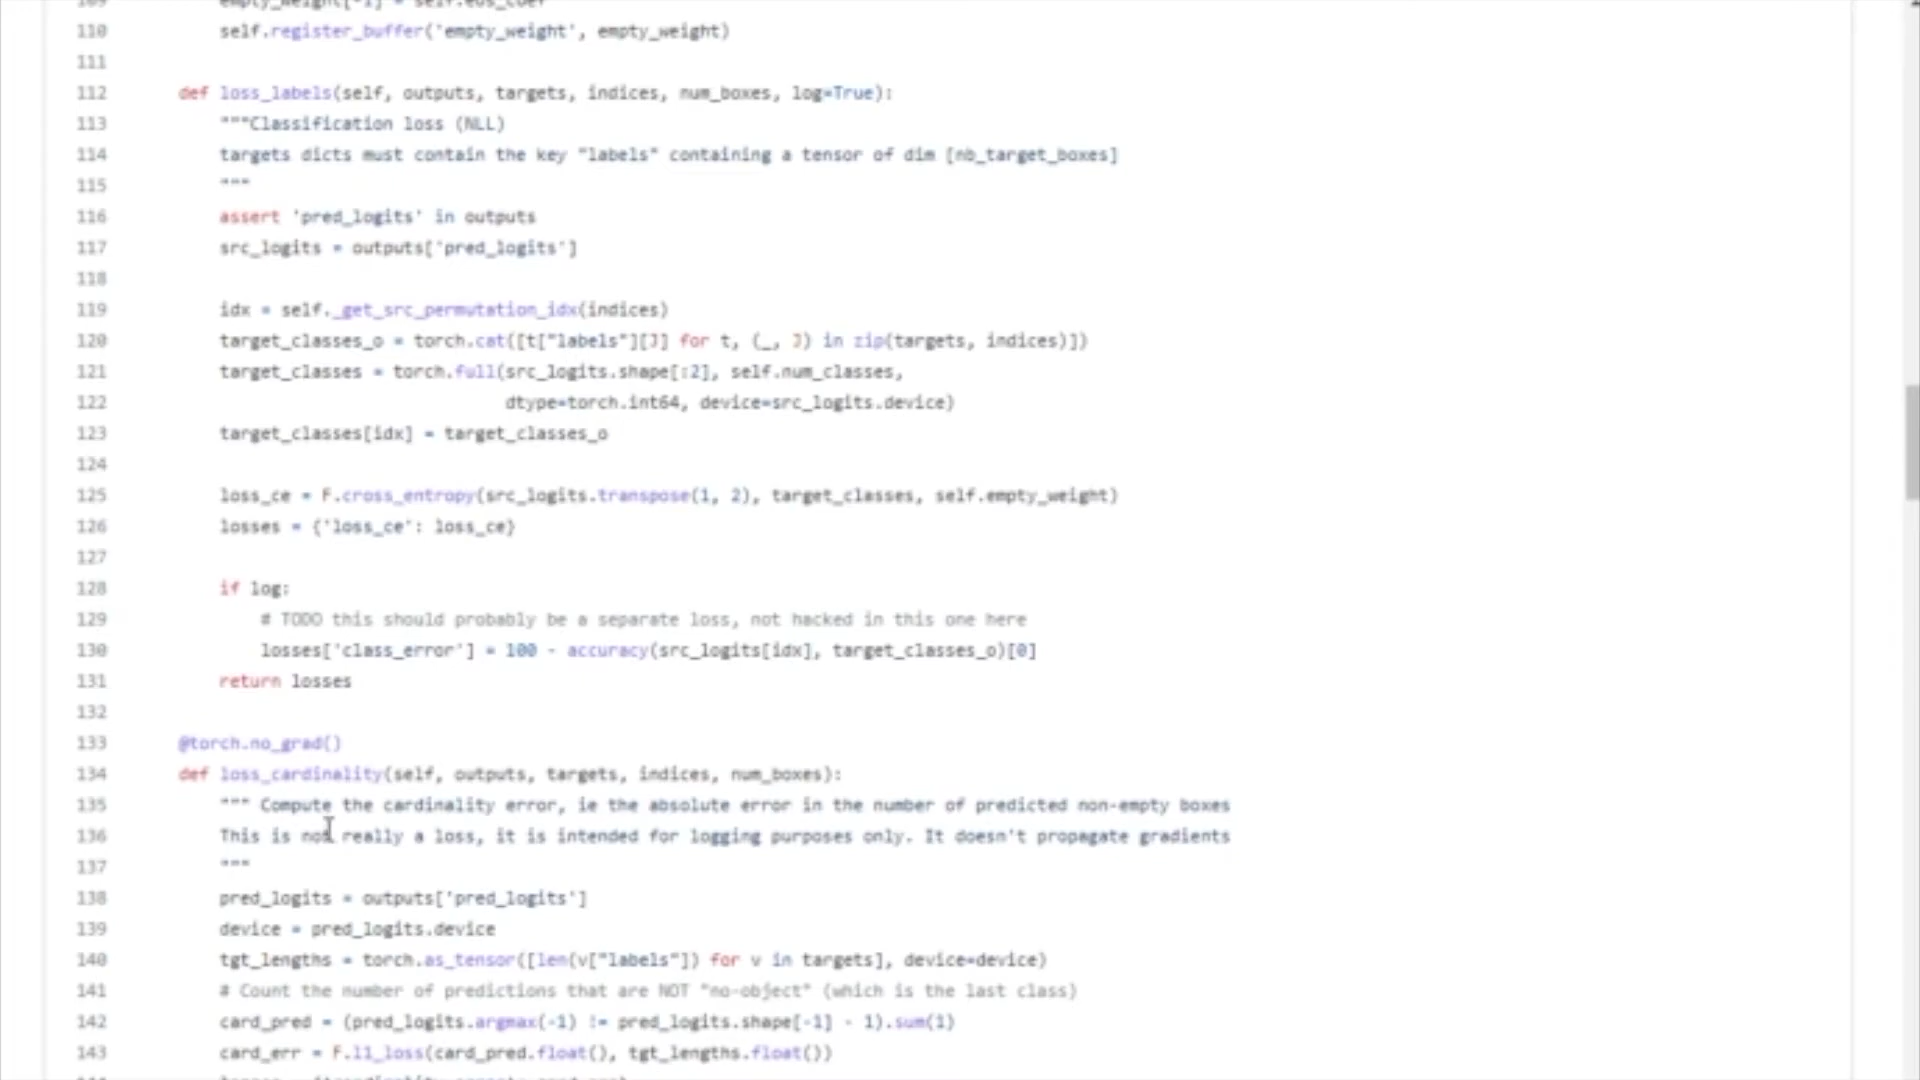 109 empty_weight[-1] = self.eos_coef
110 self.register_buffer('empty_weight', empty_weight)
111
112 def loss_labels(self, outputs, targets, indices, num_boxes, log=True):
113 """Classification loss (NLL)
114 targets dicts must contain the key "labels" containing a tensor of dim [nb_target_boxes]
115 """
116 assert 'pred_logits' in outputs
117 src_logits = outputs['pred_logits']
118
119 idx = self._get_src_permutation_idx(indices)
120 target_classes_o = torch.cat([t["labels"][J] for t, (_, J) in zip(targets, indices)])
121 target_classes = torch.full(src_logits.shape[:2], self.num_classes,
122 dtype=torch.int64, device=src_logits.device)
123 target_classes[idx] = target_classes_o
124
125 loss_ce = F.cross_entropy(src_logits.transpose(1, 2), target_classes, self.empty_weight)
126 losses = {'loss_ce': loss_ce}
127
128 if log:
129 # TODO this should probably be a separate loss, not hacked in this one here
130 losses['class_error'] = 100 - accuracy(src_logits[idx], target_classes_o)[0]
131 return losses
132
133 @torch.no_grad()
134 def loss_cardinality(self, outputs, targets, indices, num_boxes):
135 """ Compute the cardinality error, ie the absolute error in the number of predicted non-empty boxes
136 This is not really a loss, it is intended for logging purposes only. It doesn't propagate gradients
137 """
138 pred_logits = outputs['pred_logits']
139 device = pred_logits.device
140 tgt_lengths = torch.as_tensor([len(v["labels"]) for v in targets], device=device)
141 # Count the number of predictions that are NOT "no-object" (which is the last class)
142 card_pred = (pred_logits.argmax(-1) != pred_logits.shape[-1] - 1).sum(1)
143 card_err = F.l1_loss(card_pred.float(), tgt_lengths.float())